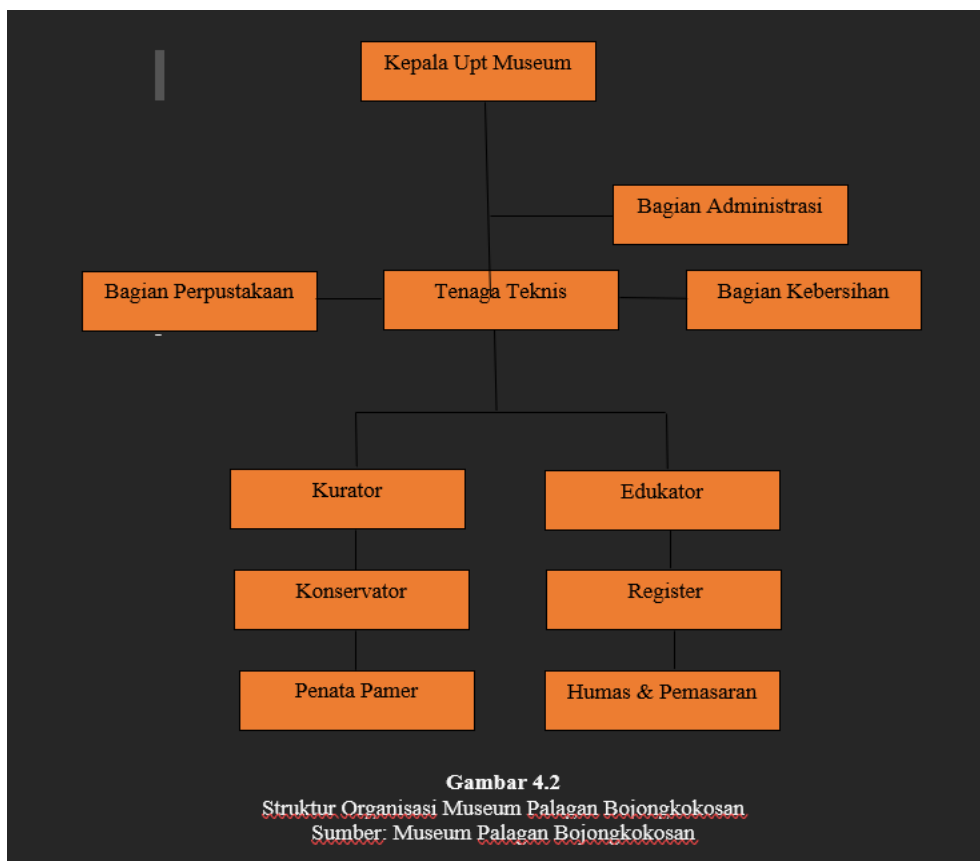 Kepala Upt Museum
Bagian Administrasi
Bagian Perpustakaan
Tenaga Teknis
Bagian Kebersihan
Kurator
Edukator
Konservator
Register
Penata Pamer
Humas & Pemasaran
Gambar 4.2
Struktur Organisasi Museum Palagan Bojongkokosan
Sumber: Museum Palagan Bojongkokosan